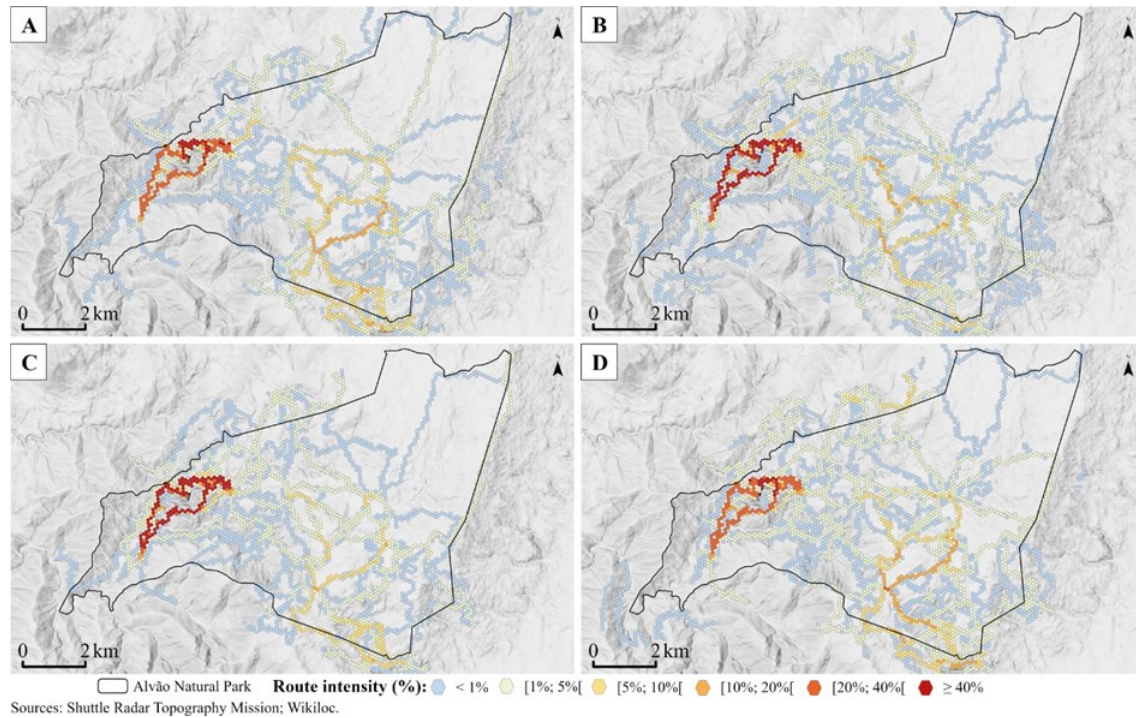 A
B
0 2 km
0 2 km
C
D
0 2 km
0 2 km
Alvão Natural Park Route intensity (%): < 1% [1%; 5%[ [5%; 10%[ [10%; 20%[ [20%; 40%[ ≥ 40%
Sources: Shuttle Radar Topography Mission; Wikiloc.